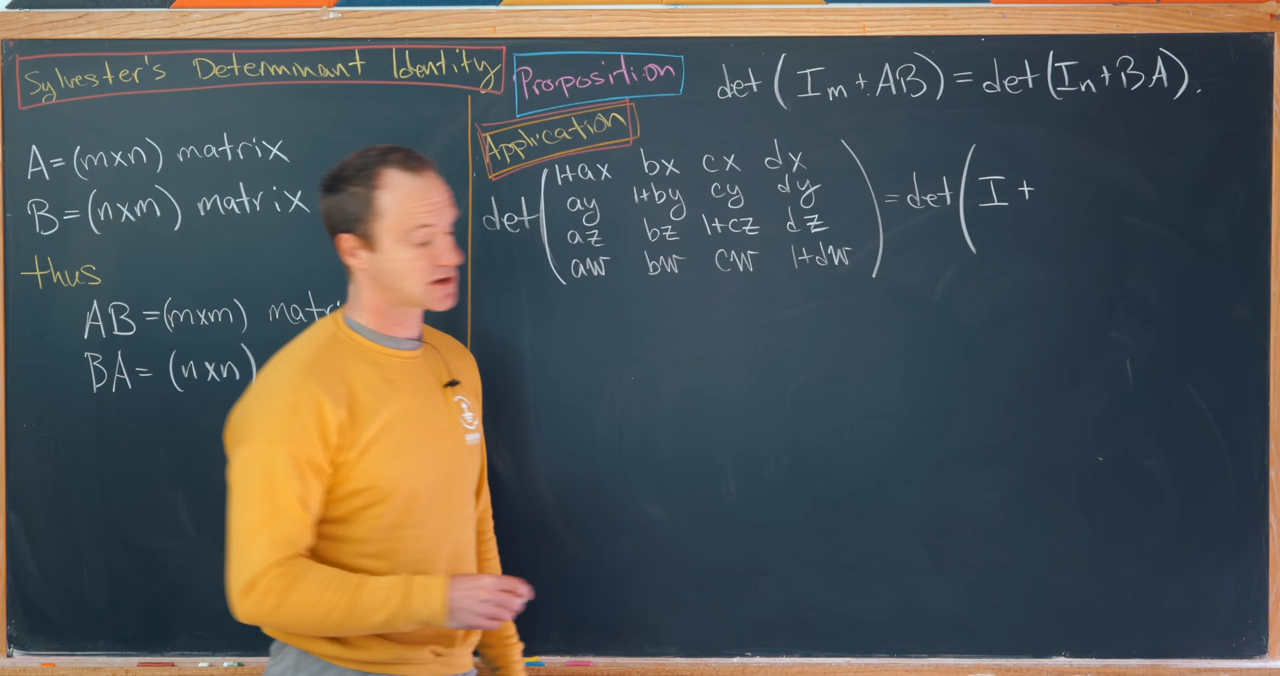 Sylvester's Determinant Identity
Proposition det(Iₘ+AB)=det(Iₙ+BA).
Application
A=(m×n) matrix
B=(n×m) matrix
thus
AB=(m×m)
BA=(n×n)
det(
1+ax bx cx dx
ay 1+by cy dy
az bz 1+cz dz
aw bw cw 1+dw
)=det(I+